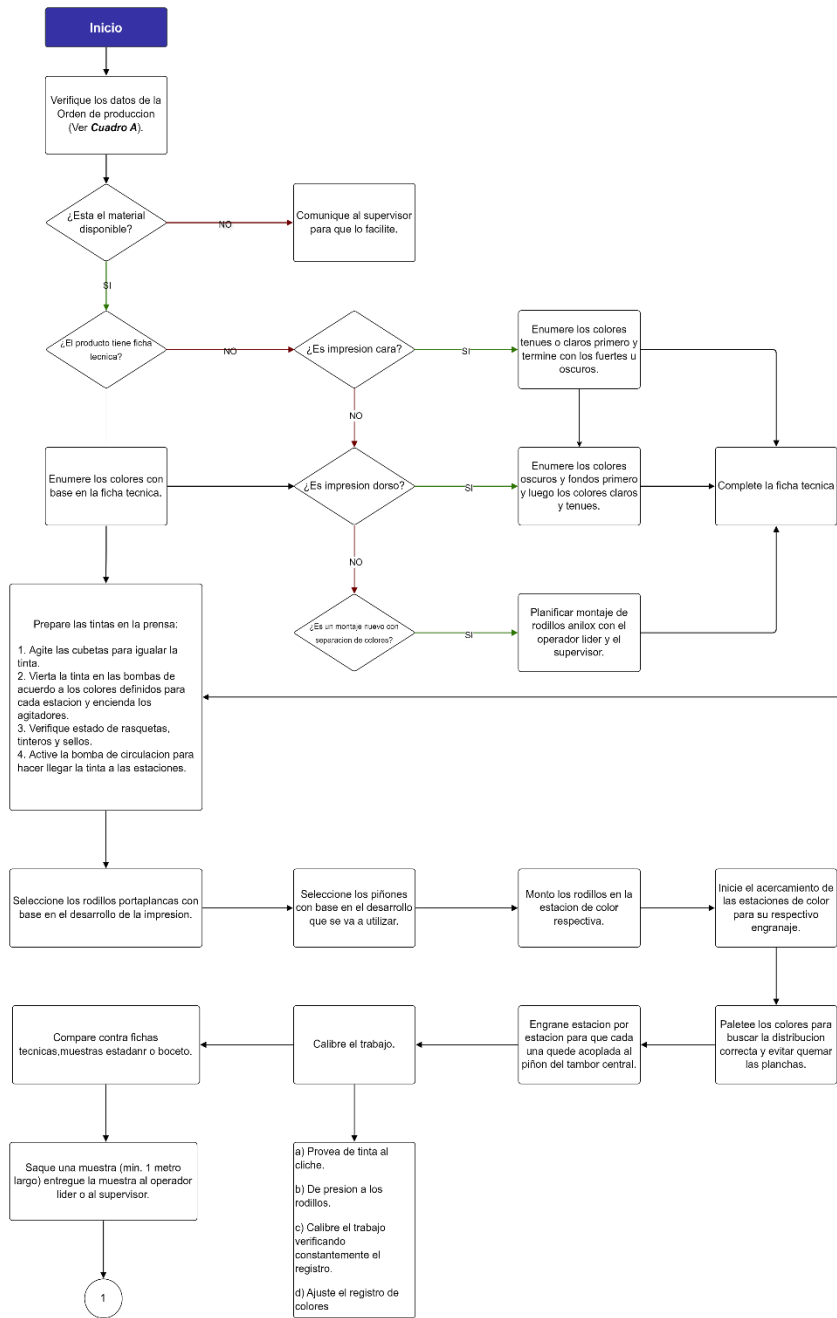 Inicio
Verifique los datos de la
Orden de produccion
(Ver Cuadro A).
¿Esta el material
disponible?
NO
Comunique al supervisor
para que lo facilite.
SI
¿El producto tiene ficha
tecnica?
NO
¿Es impresion cara?
SI
Enumere los colores
tenues o claros primero y
termine con los fuertes u
oscuros.
NO
Enumere los colores con
base en la ficha tecnica.
¿Es impresion dorso?
SI
Enumere los colores
oscuros y fondos primero
y luego los colores claros
y tenues.
Complete la ficha tecnica
NO
¿Es un montaje nuevo con
separacion de colores?
SI
Planificar montaje de
rodillos anilox con el
operador lider y el
supervisor.
Prepare las tintas en la prensa:
1. Agite las cubetas para igualar la
tinta.
2. Vierta la tinta en las bombas de
acuerdo a los colores definidos para
cada estacion y encienda los
agitadores.
3. Verifique estado de rasquetas,
tinteros y sellos.
4. Active la bomba de circulacion para
hacer llegar la tinta a las estaciones.
Seleccione los rodillos portaplancas con
base en el desarrollo de la impresion.
Seleccione los piñones
con base en el desarrollo
que se va a utilizar.
Monto los rodillos en la
estacion de color
respectiva.
Inicie el acercamiento de
las estaciones de color
para su respectivo
engranaje.
Compare contra fichas
tecnicas,muestras estadanr o boceto.
Calibre el trabajo.
Engrane estacion por
estacion para que cada
una quede acoplada al
piñon del tambor central.
Paletee los colores para
buscar la distribucion
correcta y evitar quemar
las planchas.
Saque una muestra (min. 1 metro
largo) entregue la muestra al operador
lider o al supervisor.
a) Provea de tinta al
cliche.
b) De presion a los
rodillos.
c) Calibre el trabajo
verificando
constantemente el
registro.
d) Ajuste el registro de
colores
1